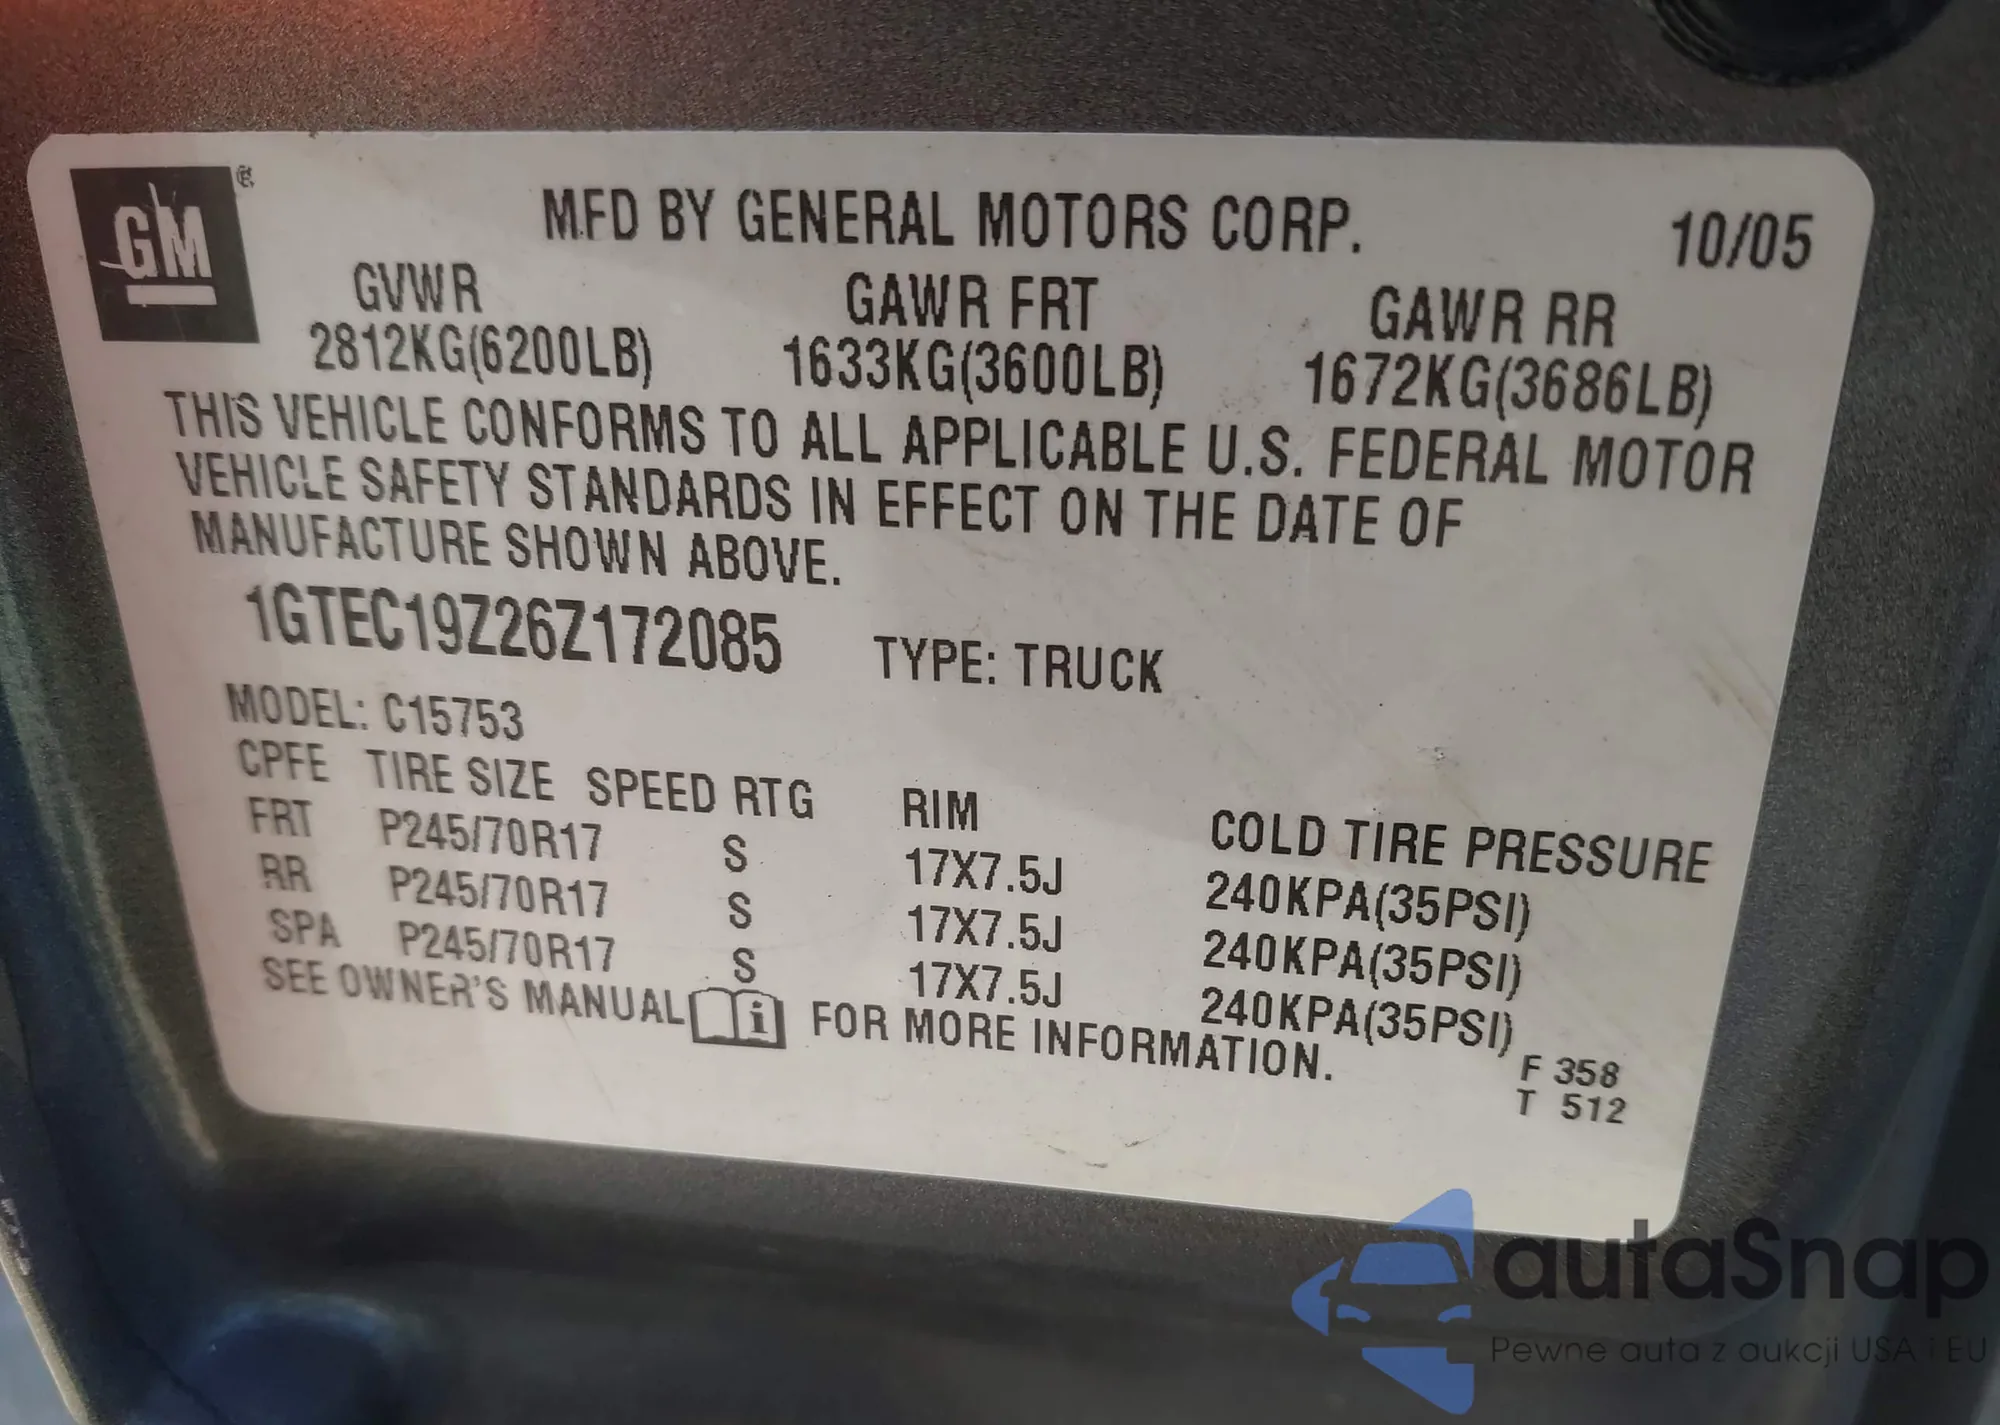 GM ®
MFD BY GENERAL MOTORS CORP. 10/05
GVWR GAWR FRT GAWR RR
2812KG(6200LB) 1633KG(3600LB) 1672KG(3686LB)
THIS VEHICLE CONFORMS TO ALL APPLICABLE U.S. FEDERAL MOTOR
VEHICLE SAFETY STANDARDS IN EFFECT ON THE DATE OF
MANUFACTURE SHOWN ABOVE.
1GTEC19Z26Z172085 TYPE: TRUCK
MODEL: C15753
CPFE TIRE SIZE SPEED RTG RIM COLD TIRE PRESSURE
FRT P245/70R17 S 17X7.5J 240KPA(35PSI)
RR P245/70R17 S 17X7.5J 240KPA(35PSI)
SPA P245/70R17 S 17X7.5J 240KPA(35PSI)
SEE OWNER'S MANUAL i FOR MORE INFORMATION.
F 358
T 512
autaSnap
Pewne auta z aukcji USA i EU